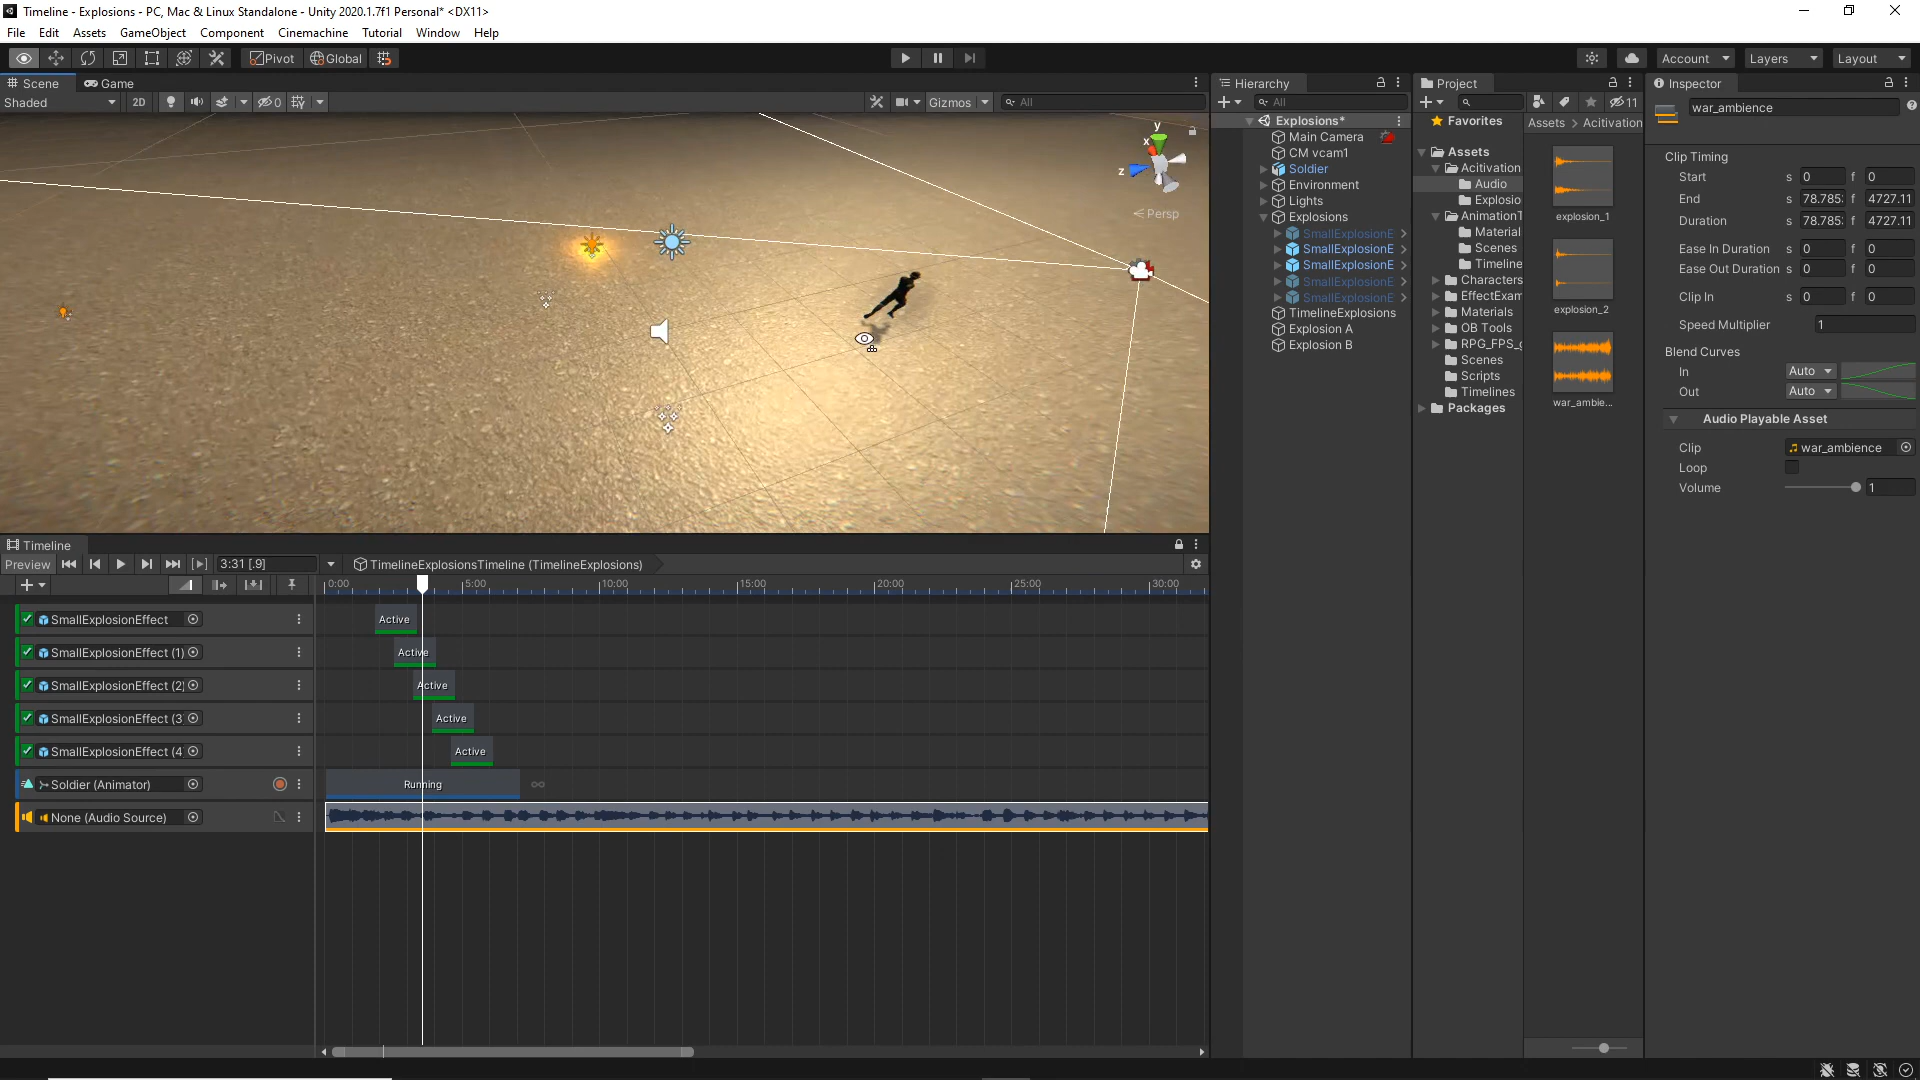 Timeline - Explosions - PC, Mac & Linux Standalone - Unity 2020.1.7f1 Personal* <DX11>
File Edit Assets GameObject Component Cinemachine Tutorial Window Help
Pivot Global Account Layers Layout
Scene Game
Shaded 2D 0 Gizmos All
y
x
z
Persp
Hierarchy
All
Explosions*
Main Camera
CM vcam1
Soldier
Environment
Lights
Explosions
SmallExplosionE
SmallExplosionE
SmallExplosionE
SmallExplosionE
SmallExplosionE
TimelineExplosions
Explosion A
Explosion B
Project
11
Favorites
Assets
Acitivation
Audio
Explosio
AnimationT
Material
Scenes
Timeline
Characters
EffectExam
Materials
OB Tools
RPG_FPS_g
Scenes
Scripts
Timelines
Packages
Assets > Acitivation
explosion_1
explosion_2
war_ambie...
Inspector
war_ambience
Clip Timing
Start s 0 f 0
End s 78.785: f 4727.11
Duration s 78.785: f 4727.11
Ease In Duration s 0 f 0
Ease Out Duration s 0 f 0
Clip In s 0 f 0
Speed Multiplier 1
Blend Curves
In Auto
Out Auto
Audio Playable Asset
Clip war_ambience
Loop
Volume 1
Timeline
Preview 3:31 [.9] TimelineExplosionsTimeline (TimelineExplosions)
0:00 5:00 10:00 15:00 20:00 25:00 30:00
SmallExplosionEffect Active
SmallExplosionEffect (1) Active
SmallExplosionEffect (2) Active
SmallExplosionEffect (3 Active
SmallExplosionEffect (4 Active
Soldier (Animator) Running
None (Audio Source)